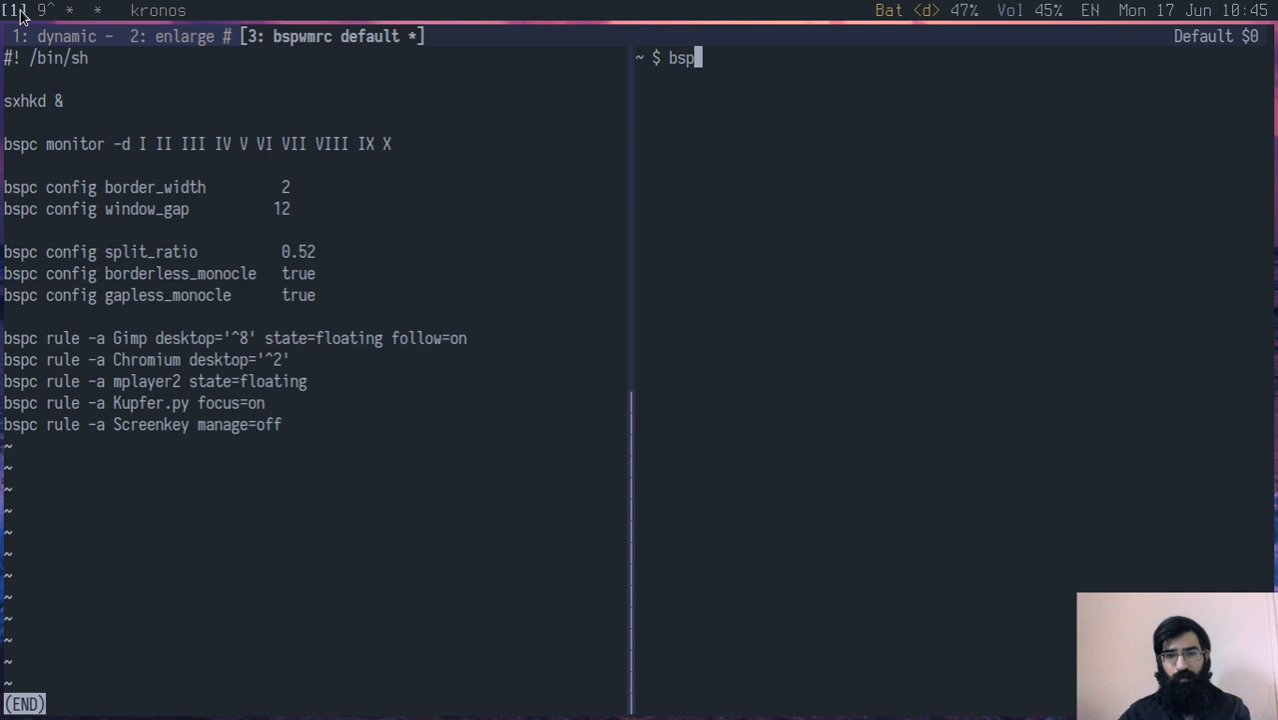 [1] 9^ * * kronos Bat <d> 47% Vol 45% EN Mon 17 Jun 10:45
1: dynamic - 2: enlarge # [3: bspwmrc default *] Default $0
#! /bin/sh
sxhkd &
bspc monitor -d I II III IV V VI VII VIII IX X
bspc config border_width 2
bspc config window_gap 12
bspc config split_ratio 0.52
bspc config borderless_monocle true
bspc config gapless_monocle true
bspc rule -a Gimp desktop='^8' state=floating follow=on
bspc rule -a Chromium desktop='^2'
bspc rule -a mplayer2 state=floating
bspc rule -a Kupfer.py focus=on
bspc rule -a Screenkey manage=off
~
~
~
~
~
~
~
~
~
~
~
~
(END)
~ $ bsp